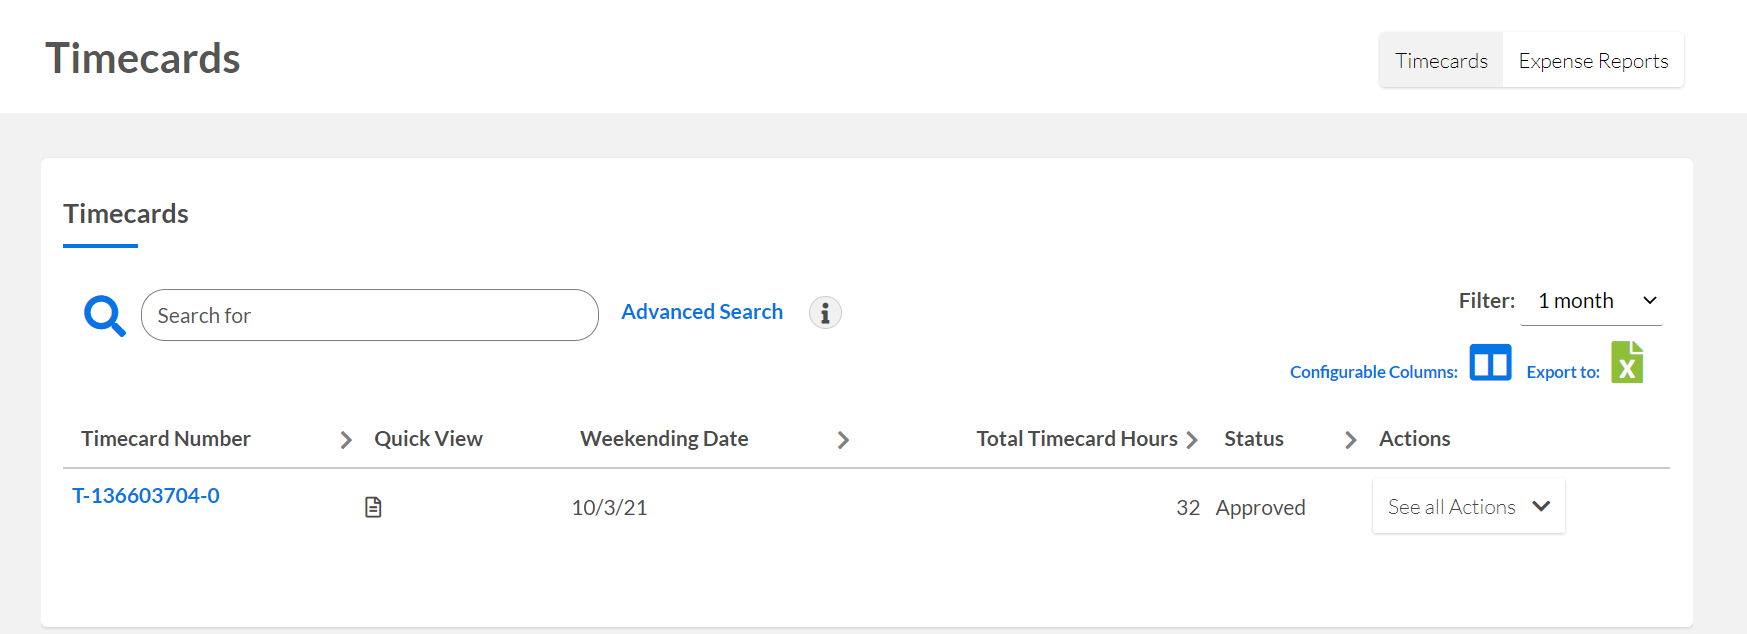 Timecards
Timecards Expense Reports
Timecards
Search for Advanced Search i Filter: 1 month
Configurable Columns: Export to: X
Timecard Number Quick View Weekending Date Total Timecard Hours Status Actions
T-136603704-0 10/3/21 32 Approved See all Actions